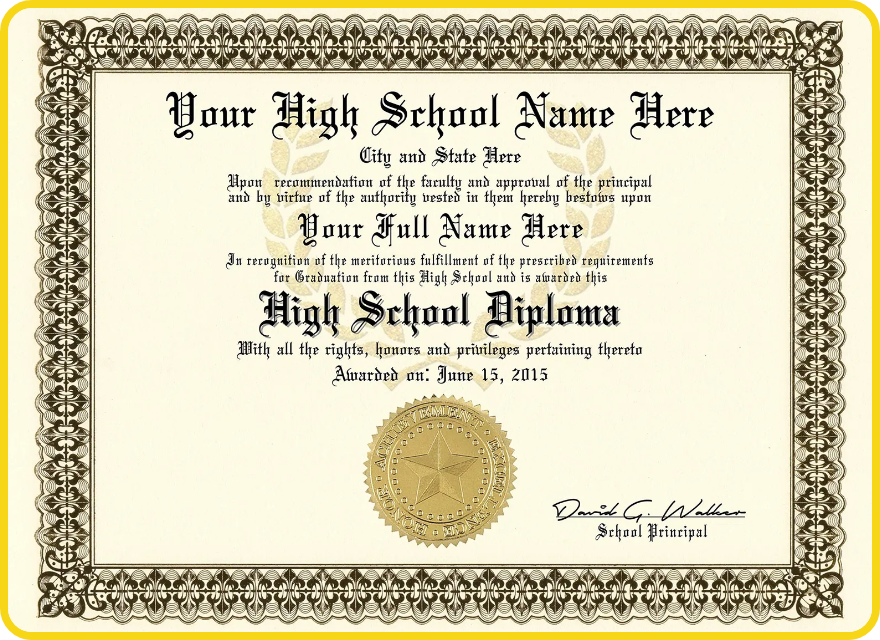 Your High School Name Here
City and State Here
Upon recommendation of the faculty and approval of the principal
and by virtue of the authority vested in them hereby bestows upon
Your Full Name Here
In recognition of the meritorious fulfillment of the prescribed requirements
for Graduation from this High School and is awarded this
High School Diploma
With all the rights, honors and privileges pertaining thereto
Awarded on: June 15, 2015
ACHIEVEMENT · EXCELLENCE · HONOR ·
David G. Walker
School Principal